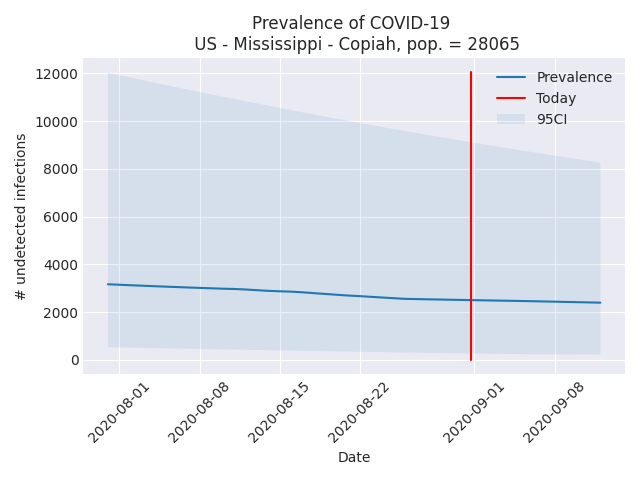 Prevalence of COVID-19
US - Mississippi - Copiah, pop. = 28065
Prevalence
Today
95CI
12000
10000
8000
6000
4000
2000
0
# undetected infections
2020-08-01
2020-08-08
2020-08-15
2020-08-22
2020-09-01
2020-09-08
Date